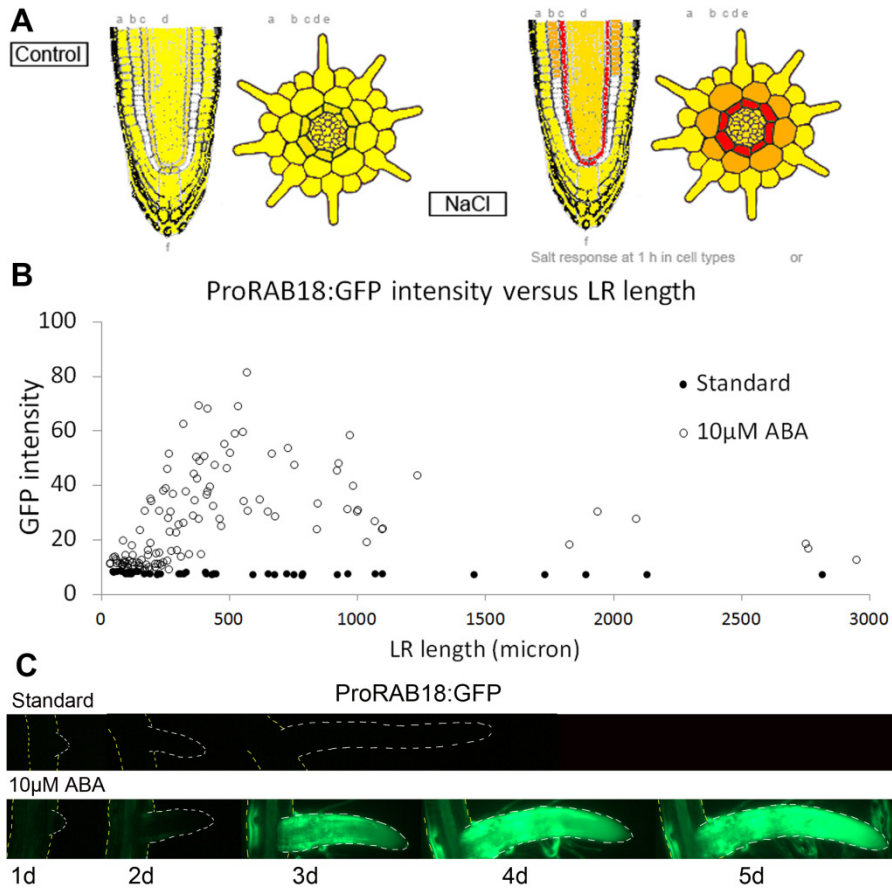 A
a b c d
a b c d e
a b c d
a b c d e
Control
NaCl
f
f
Salt response at 1 h in cell types or
B
ProRAB18:GFP intensity versus LR length
100
80
60
40
20
0
GFP intensity
Standard
10µM ABA
0 500 1000 1500 2000 2500 3000
LR length (micron)
C
Standard
ProRAB18:GFP
10µM ABA
1d 2d 3d 4d 5d